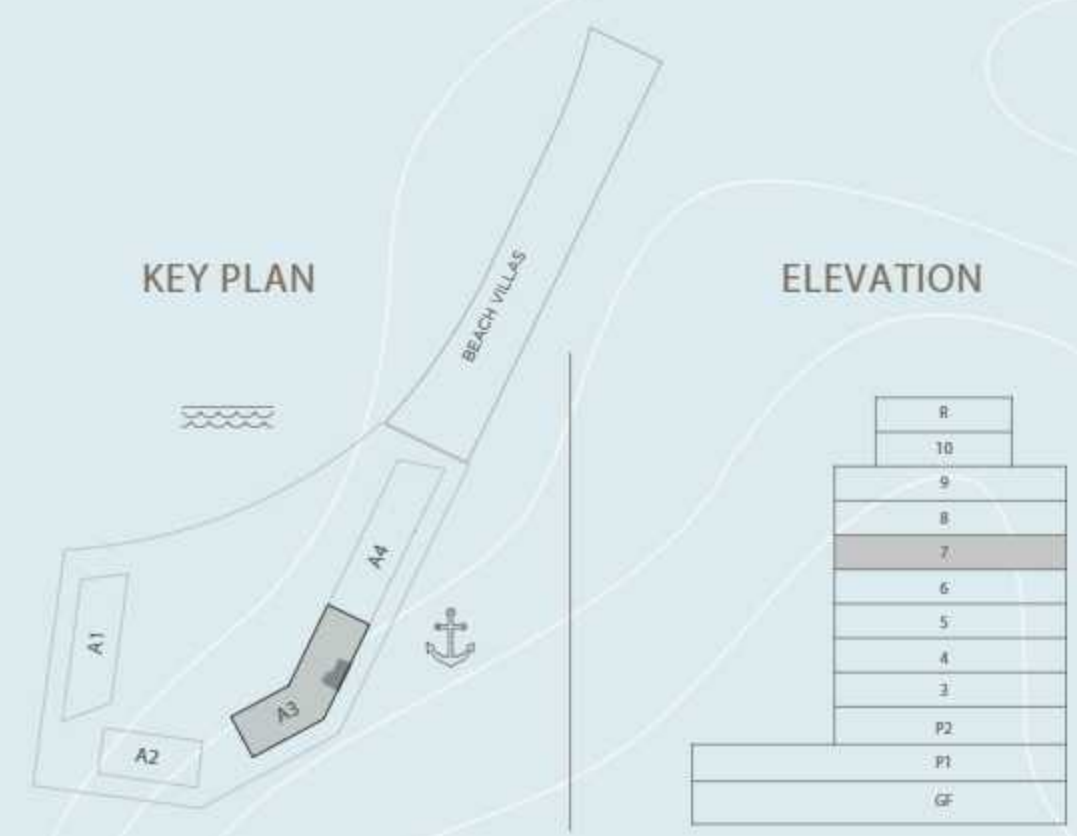 KEY PLAN
BEACH VILLAS
A4
A1
A3
A2
ELEVATION
R
10
9
8
7
6
5
4
3
P2
P1
GF